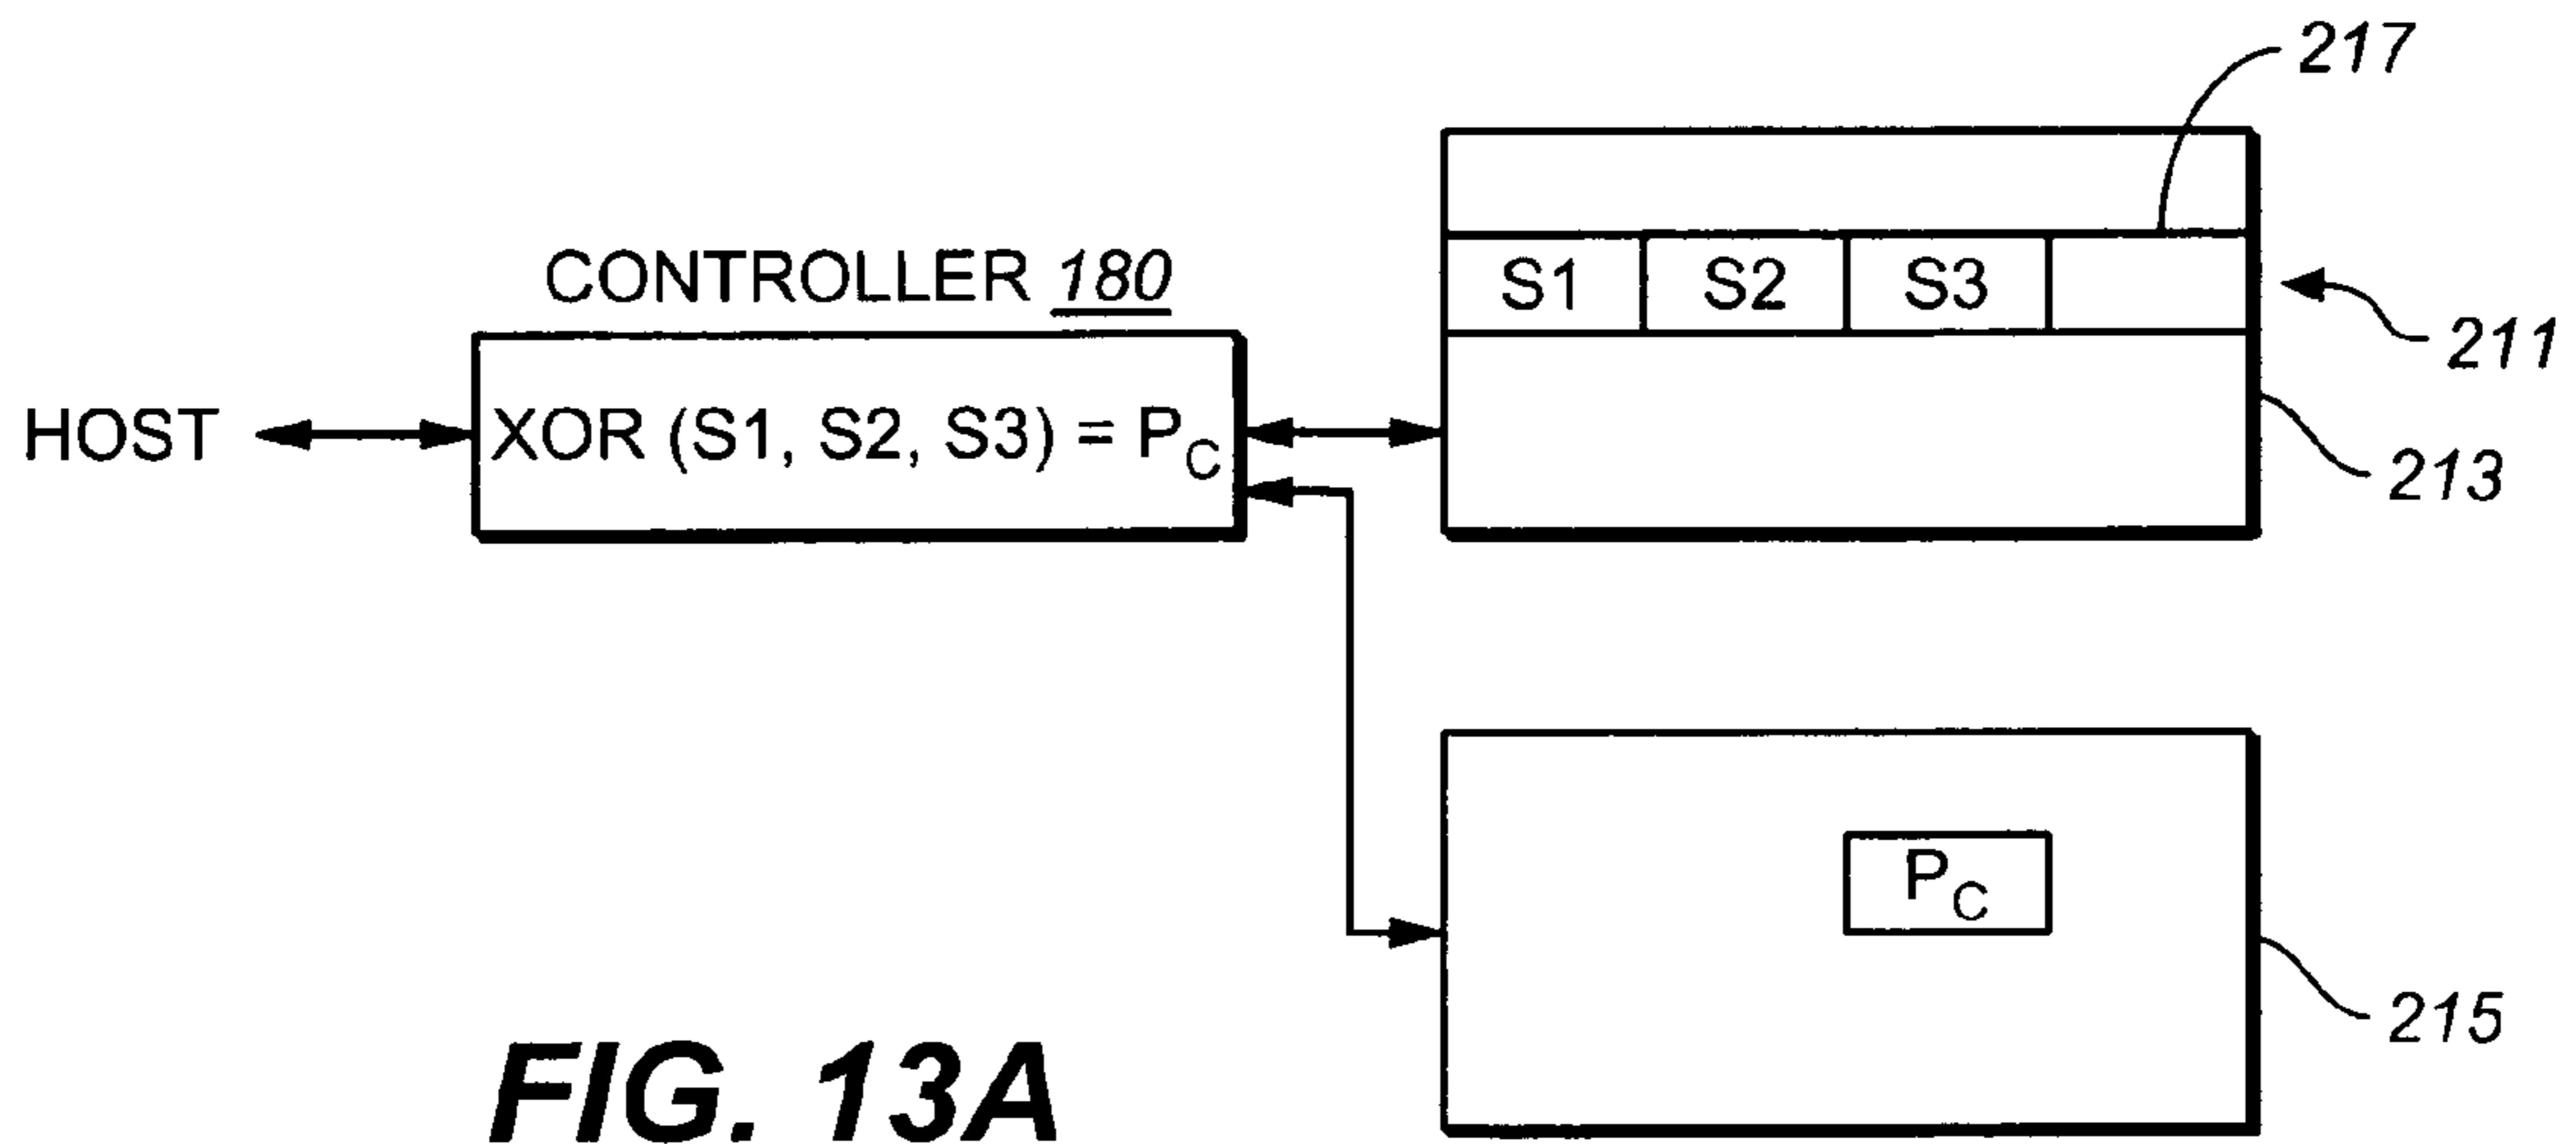 217
CONTROLLER 180
S1 S2 S3
211
HOST
XOR (S1, S2, S3) = PC
213
PC
215
FIG. 13A